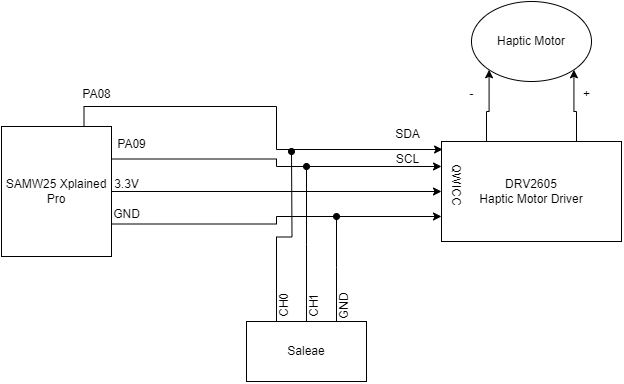 Haptic Motor
-
+
PA08
PA09
SDA
SCL
SAMW25 Xplained
Pro
3.3V
GND
QWICC
DRV2605
Haptic Motor Driver
CH0
CH1
GND
Saleae